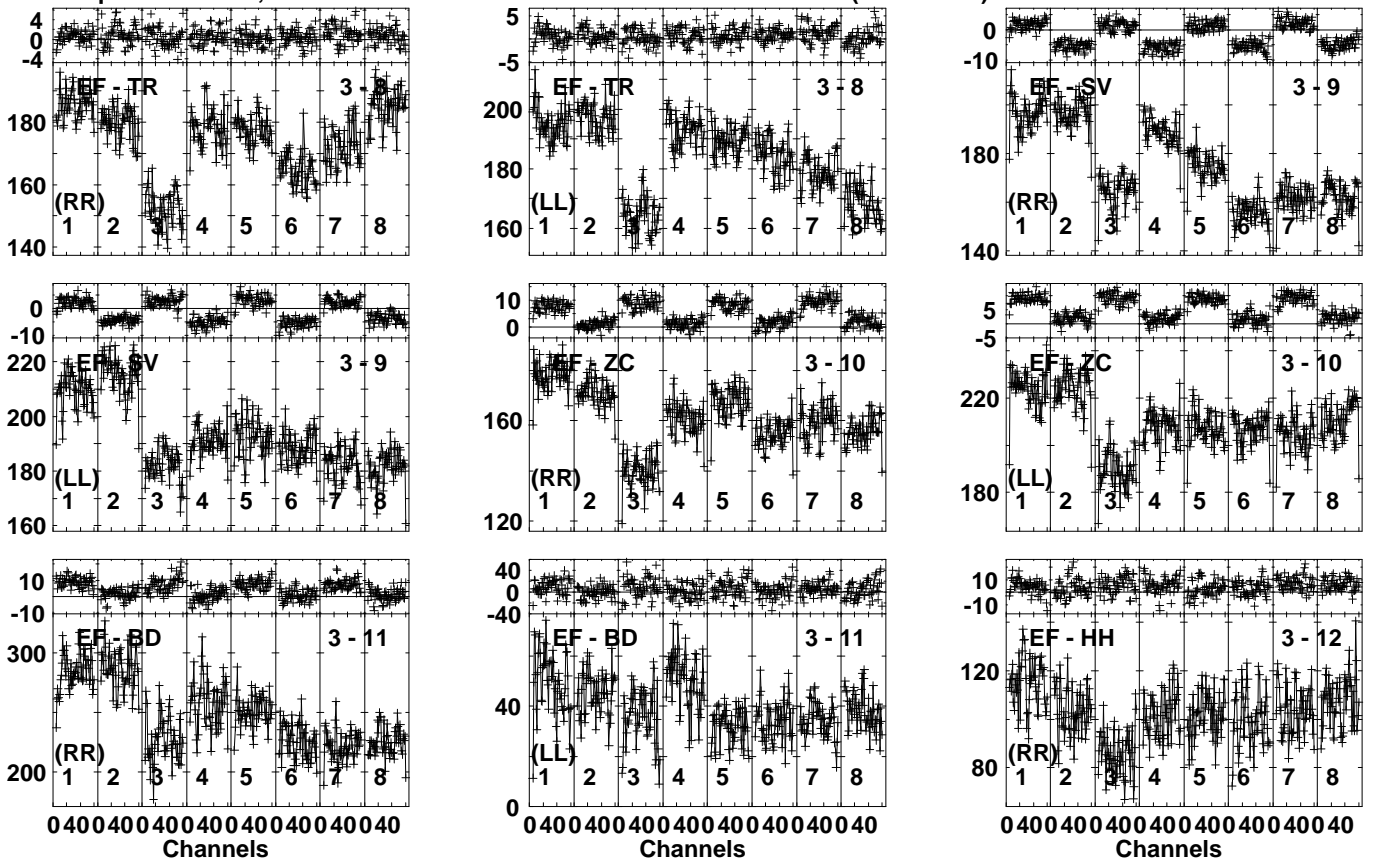 4
0
-4
EF - TR 3 - 8
180
160
(RR)
1 2 3 4 5 6 7 8
140
5
-5
EF - TR 3 - 8
200
180
(LL)
1 2 3 4 5 6 7 8
160
0
-10
EF - SV 3 - 9
180
(RR)
1 2 3 4 5 6 7 8
140
0
-10
220
EF - SV 3 - 9
200
180
(LL)
1 2 3 4 5 6 7 8
160
10
0
EF - ZC 3 - 10
160
(RR)
1 2 3 4 5 6 7 8
120
5
-5
EF - ZC 3 - 10
220
180 (LL)
1 2 3 4 5 6 7 8
10
-10
EF - BD 3 - 11
300
(RR)
200
1 2 3 4 5 6 7 8
0 40 0 40 0 40 0 40 0 40 0 40 0 40 0 40
Channels
40
0
-40
EF - BD 3 - 11
40
(LL)
1 2 3 4 5 6 7 8
0
0 40 0 40 0 40 0 40 0 40 0 40 0 40 0 40
Channels
10
-10
EF - HH 3 - 12
120
(RR)
80
1 2 3 4 5 6 7 8
0 40 0 40 0 40 0 40 0 40 0 40 0 40 0 40
Channels